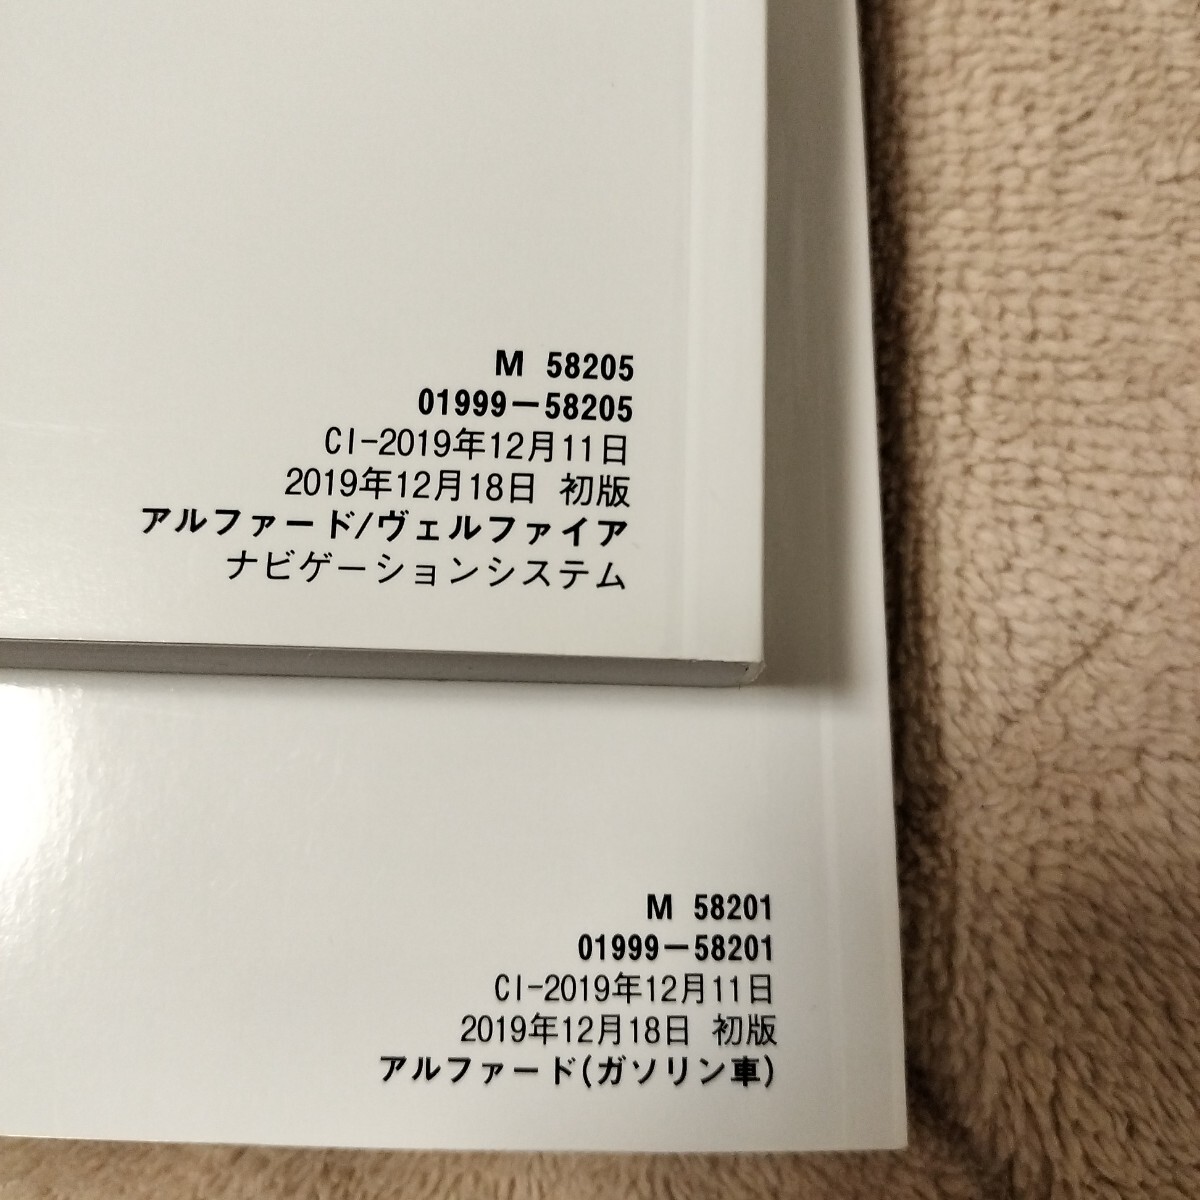 M 58205
01999-58205
CI-2019年12月11日
2019年12月18日 初版
アルファード/ヴェルファイア
ナビゲーションシステム
M 58201
01999-58201
CI-2019年12月11日
2019年12月18日 初版
アルファード(ガソリン車)